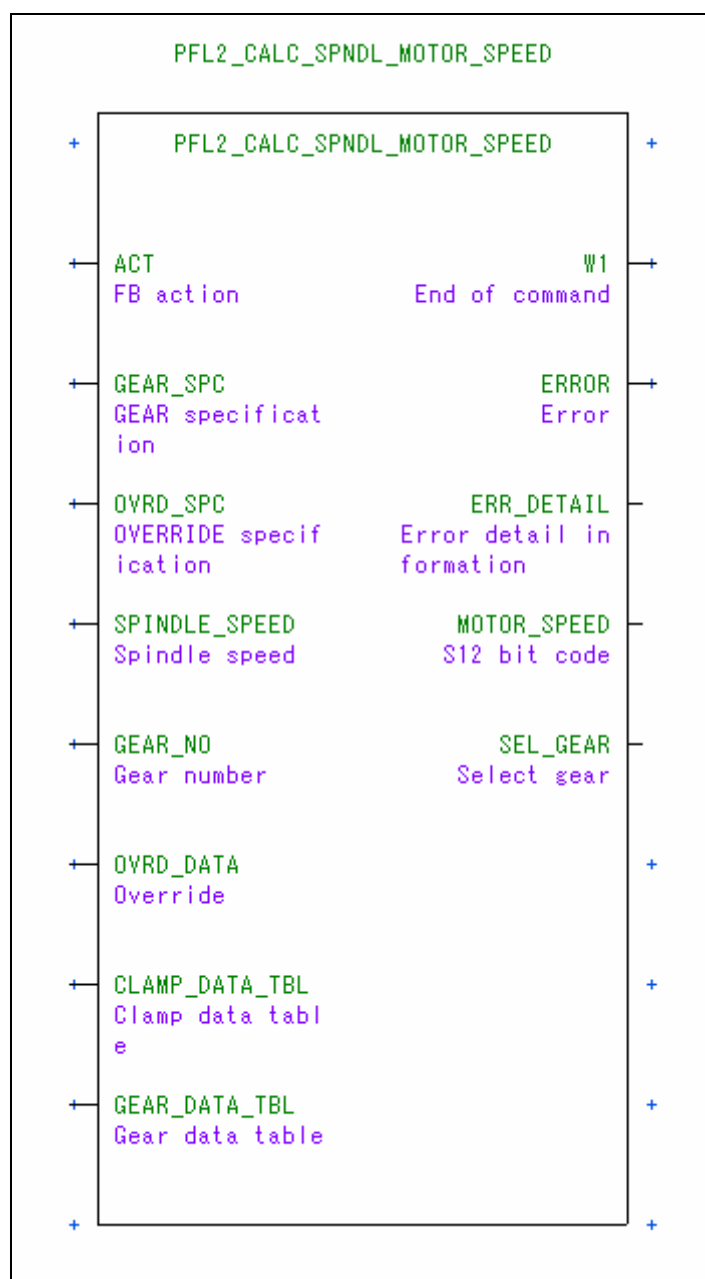 PFL2_CALC_SPNDL_MOTOR_SPEED
PFL2_CALC_SPNDL_MOTOR_SPEED
ACT W1
FB action End of command
GEAR_SPC ERROR
GEAR specificat Error
ion
OVRD_SPC ERR_DETAIL
OVERRIDE specif Error detail in
ication formation
SPINDLE_SPEED MOTOR_SPEED
Spindle speed S12 bit code
GEAR_NO SEL_GEAR
Gear number Select gear
OVRD_DATA
Override
CLAMP_DATA_TBL
Clamp data tabl
e
GEAR_DATA_TBL
Gear data table